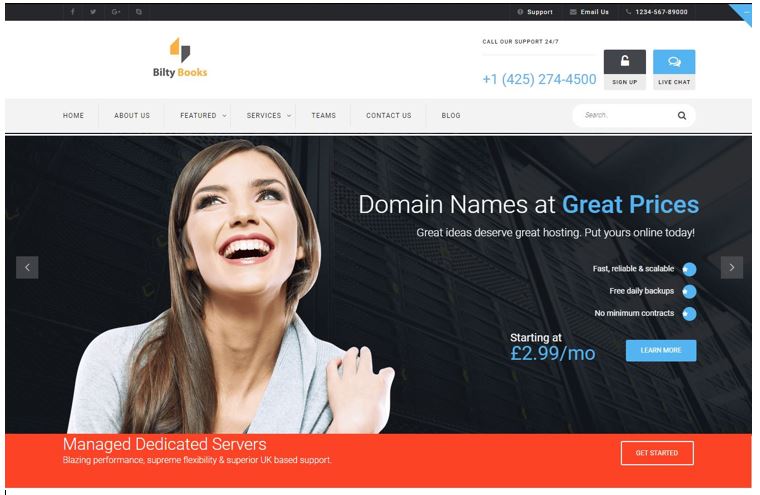 Support
Email Us
1234-567-89000
Bilty Books
CALL OUR SUPPORT 24/7
+1 (425) 274-4500
SIGN UP
LIVE CHAT
HOME
ABOUT US
FEATURED
SERVICES
TEAMS
CONTACT US
BLOG
Search.
Domain Names at Great Prices
Great ideas deserve great hosting. Put yours online today!
Fast, reliable & scalable
Free daily backups
No minimum contracts
Starting at
£2.99/mo
LEARN MORE
Managed Dedicated Servers
Blazing performance, supreme flexibility & superior UK based support.
GET STARTED